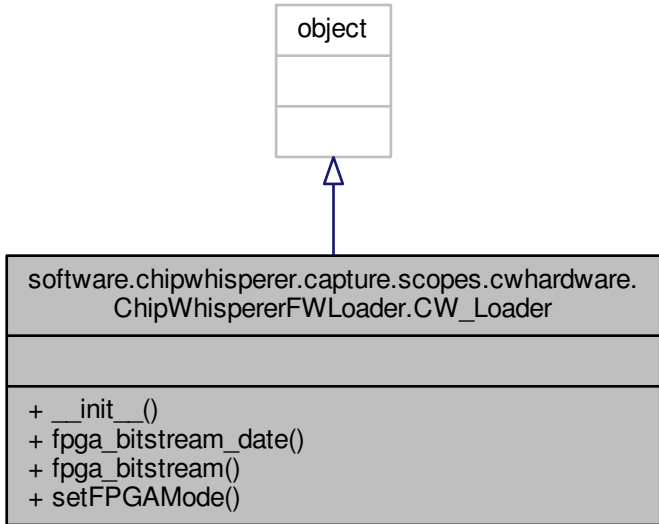 object
software.chipwhisperer.capture.scopes.cwhardware.
ChipWhispererFWLoader.CW_Loader
+ __init__()
+ fpga_bitstream_date()
+ fpga_bitstream()
+ setFPGAMode()